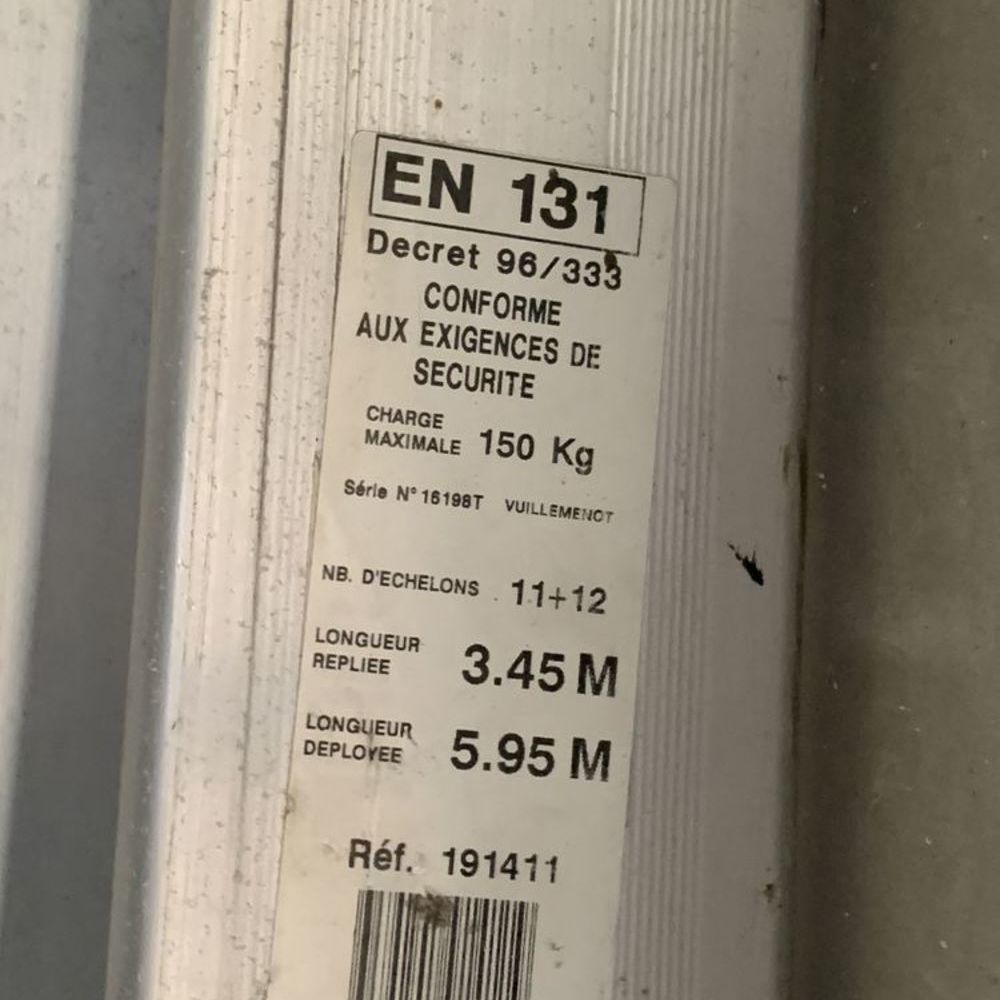 EN 131
Decret 96/333
CONFORME
AUX EXIGENCES DE
SECURITE
CHARGE
MAXIMALE 150 Kg
Série N° 16198T VUILLEMENOT
NB. D'ECHELONS . 11+12
LONGUEUR
REPLIEE 3.45 M
LONGUEUR
DEPLOYEE 5.95 M
Réf. 191411